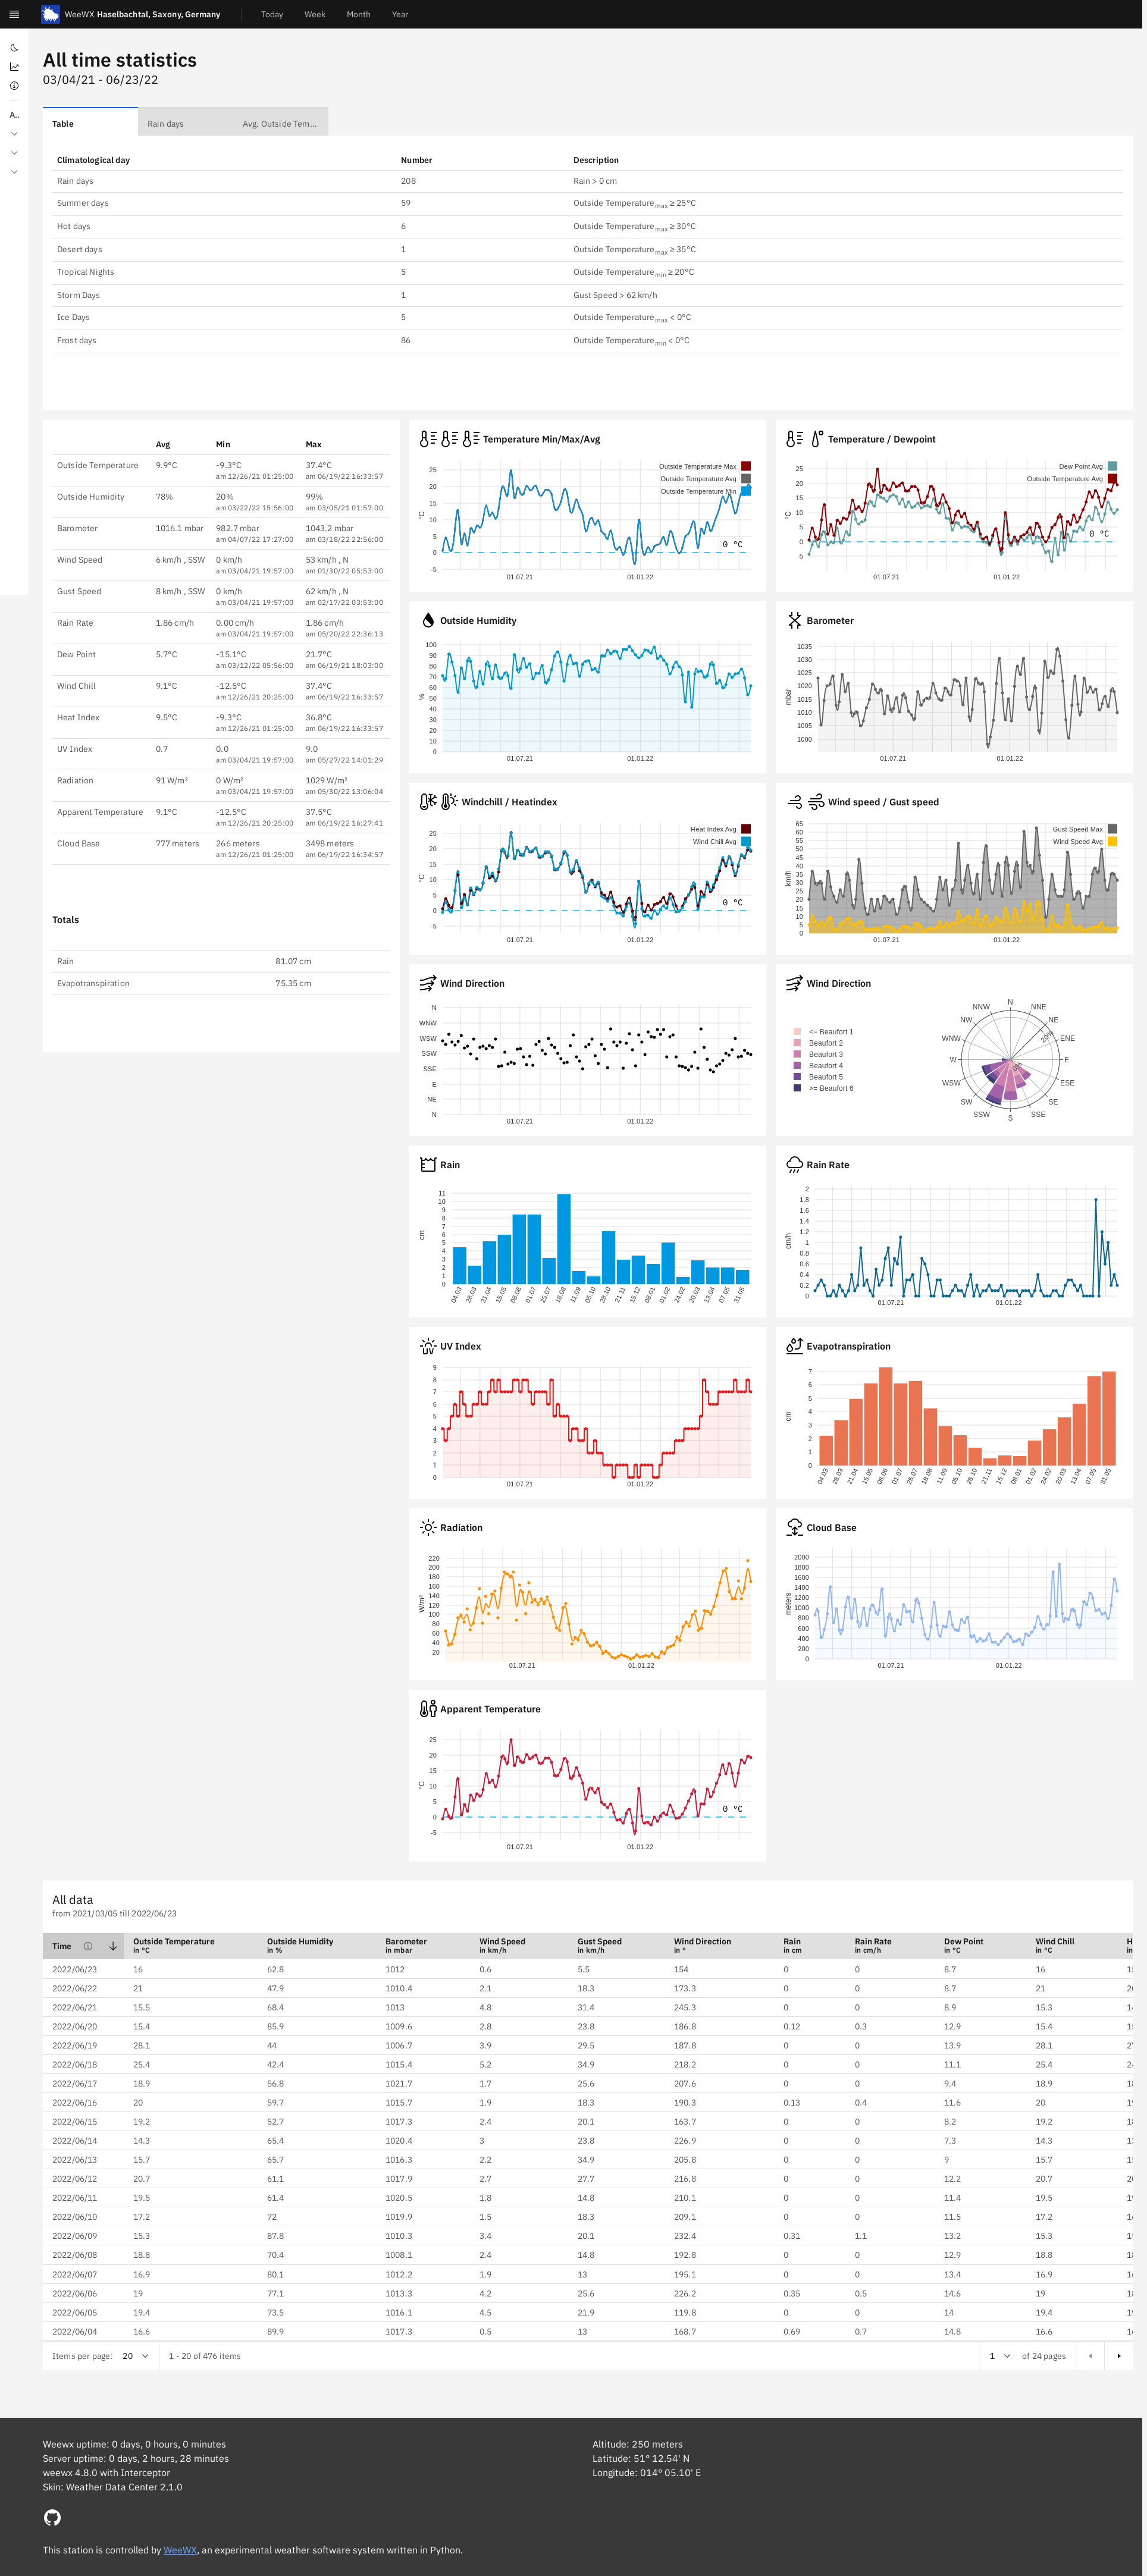 WeeWX Haselbachtal, Saxony, Germany Today Week Month Year
All time statistics
03/04/21 - 06/23/22
A..
Table Rain days Avg. Outside Tem...
Climatological day Number Description
Rain days 208 Rain > 0 cm
Summer days 59 Outside Temperature max ≥ 25°C
Hot days 6 Outside Temperature max ≥ 30°C
Desert days 1 Outside Temperature max ≥ 35°C
Tropical Nights 5 Outside Temperature min ≥ 20°C
Storm Days 1 Gust Speed > 62 km/h
Ice Days 5 Outside Temperature max < 0°C
Frost days 86 Outside Temperature min < 0°C
Avg Min Max
Outside Temperature 9.9°C -9.3°C 37.4°C
am 12/26/21 01:25:00 am 06/19/22 16:33:57
Outside Humidity 78% 20% 99%
am 03/22/22 15:56:00 am 03/05/21 01:57:00
Barometer 1016.1 mbar 982.7 mbar 1043.2 mbar
am 04/07/22 17:27:00 am 03/18/22 22:56:00
Wind Speed 6 km/h , SSW 0 km/h 53 km/h , N
am 03/04/21 19:57:00 am 01/30/22 05:53:00
Gust Speed 8 km/h , SSW 0 km/h 62 km/h , N
am 03/04/21 19:57:00 am 02/17/22 03:53:00
Rain Rate 1.86 cm/h 0.00 cm/h 1.86 cm/h
am 03/04/21 19:57:00 am 05/20/22 22:36:13
Dew Point 5.7°C -15.1°C 21.7°C
am 03/12/22 05:56:00 am 06/19/21 18:03:00
Wind Chill 9.1°C -12.5°C 37.4°C
am 12/26/21 20:25:00 am 06/19/22 16:33:57
Heat Index 9.5°C -9.3°C 36.8°C
am 12/26/21 01:25:00 am 06/19/22 16:33:57
UV Index 0.7 0.0 9.0
am 03/04/21 19:57:00 am 05/27/22 14:01:29
Radiation 91 W/m² 0 W/m² 1029 W/m²
am 03/04/21 19:57:00 am 05/30/22 13:06:04
Apparent Temperature 9.1°C -12.5°C 37.5°C
am 12/26/21 20:25:00 am 06/19/22 16:27:41
Cloud Base 777 meters 266 meters 3498 meters
am 12/26/21 01:25:00 am 06/19/22 16:34:57
Totals
Rain 81.07 cm
Evapotranspiration 75.35 cm
Temperature Min/Max/Avg
Outside Temperature Max
Outside Temperature Avg
Outside Temperature Min
°C
25
20
15
10
5
0
-5
0 °C
01.07.21 01.01.22
Temperature / Dewpoint
Dew Point Avg
Outside Temperature Avg
°C
25
20
15
10
5
0
-5
0 °C
01.07.21 01.01.22
Outside Humidity
%
100
90
80
70
60
50
40
30
20
10
0
01.07.21 01.01.22
Barometer
mbar
1035
1030
1025
1020
1015
1010
1005
1000
01.07.21 01.01.22
Windchill / Heatindex
Heat Index Avg
Wind Chill Avg
°C
25
20
15
10
5
0
-5
0 °C
01.07.21 01.01.22
Wind speed / Gust speed
Gust Speed Max
Wind Speed Avg
km/h
65
60
55
50
45
40
35
30
25
20
15
10
5
0
01.07.21 01.01.22
Wind Direction
N
WNW
WSW
SSW
SSE
E
NE
N
01.07.21 01.01.22
Wind Direction
<= Beaufort 1
Beaufort 2
Beaufort 3
Beaufort 4
Beaufort 5
>= Beaufort 6
N
NNE
NE
ENE
E
ESE
SE
SSE
S
SSW
SW
WSW
W
WNW
NW
NNW
20%
0%
Rain
cm
11
10
9
8
7
6
5
4
3
2
1
0
04.03 28.03 21.04 15.05 08.06 01.07 25.07 18.08 11.09 05.10 28.10 21.11 15.12 08.01 01.02 24.02 20.03 13.04 07.05 31.05
Rain Rate
cm/h
2
1.8
1.6
1.4
1.2
1
0.8
0.6
0.4
0.2
0
01.07.21 01.01.22
UV Index
9
8
7
6
5
4
3
2
1
0
01.07.21 01.01.22
Evapotranspiration
cm
7
6
5
4
3
2
1
0
04.03 28.03 21.04 15.05 08.06 01.07 25.07 18.08 11.09 05.10 28.10 21.11 15.12 08.01 01.02 24.02 20.03 13.04 07.05 31.05
Radiation
W/m²
220
200
180
160
140
120
100
80
60
40
20
01.07.21 01.01.22
Cloud Base
meters
2000
1800
1600
1400
1200
1000
800
600
400
200
0
01.07.21 01.01.22
Apparent Temperature
°C
25
20
15
10
5
0
-5
0 °C
01.07.21 01.01.22
All data
from 2021/03/05 till 2022/06/23
Time Outside Temperature Outside Humidity Barometer Wind Speed Gust Speed Wind Direction Rain Rain Rate Dew Point Wind Chill
in °C in % in mbar in km/h in km/h in ° in cm in cm/h in °C in °C
2022/06/23 16 62.8 1012 0.6 5.5 154 0 0 8.7 16
2022/06/22 21 47.9 1010.4 2.1 18.3 173.3 0 0 8.7 21
2022/06/21 15.5 68.4 1013 4.8 31.4 245.3 0 0 8.9 15.3
2022/06/20 15.4 85.9 1009.6 2.8 23.8 186.8 0.12 0.3 12.9 15.4
2022/06/19 28.1 44 1006.7 3.9 29.5 187.8 0 0 13.9 28.1
2022/06/18 25.4 42.4 1015.4 5.2 34.9 218.2 0 0 11.1 25.4
2022/06/17 18.9 56.8 1021.7 1.7 25.6 207.6 0 0 9.4 18.9
2022/06/16 20 59.7 1015.7 1.9 18.3 190.3 0.13 0.4 11.6 20
2022/06/15 19.2 52.7 1017.3 2.4 20.1 163.7 0 0 8.2 19.2
2022/06/14 14.3 65.4 1020.4 3 23.8 226.9 0 0 7.3 14.3
2022/06/13 15.7 65.7 1016.3 2.2 34.9 205.8 0 0 9 15.7
2022/06/12 20.7 61.1 1017.9 2.7 27.7 216.8 0 0 12.2 20.7
2022/06/11 19.5 61.4 1020.5 1.8 14.8 210.1 0 0 11.4 19.5
2022/06/10 17.2 72 1019.9 1.5 18.3 209.1 0 0 11.5 17.2
2022/06/09 15.3 87.8 1010.3 3.4 20.1 232.4 0.31 1.1 13.2 15.3
2022/06/08 18.8 70.4 1008.1 2.4 14.8 192.8 0 0 12.9 18.8
2022/06/07 16.9 80.1 1012.2 1.9 13 195.1 0 0 13.4 16.9
2022/06/06 19 77.1 1013.3 4.2 25.6 226.2 0.35 0.5 14.6 19
2022/06/05 19.4 73.5 1016.1 4.5 21.9 119.8 0 0 14 19.4
2022/06/04 16.6 89.9 1017.3 0.5 13 168.7 0.69 0.7 14.8 16.6
Items per page: 20 1 - 20 of 476 items 1 of 24 pages
Weewx uptime: 0 days, 0 hours, 0 minutes
Server uptime: 0 days, 2 hours, 28 minutes
weewx 4.8.0 with Interceptor
Skin: Weather Data Center 2.1.0
Altitude: 250 meters
Latitude: 51° 12.54' N
Longitude: 014° 05.10' E
This station is controlled by WeeWX, an experimental weather software system written in Python.